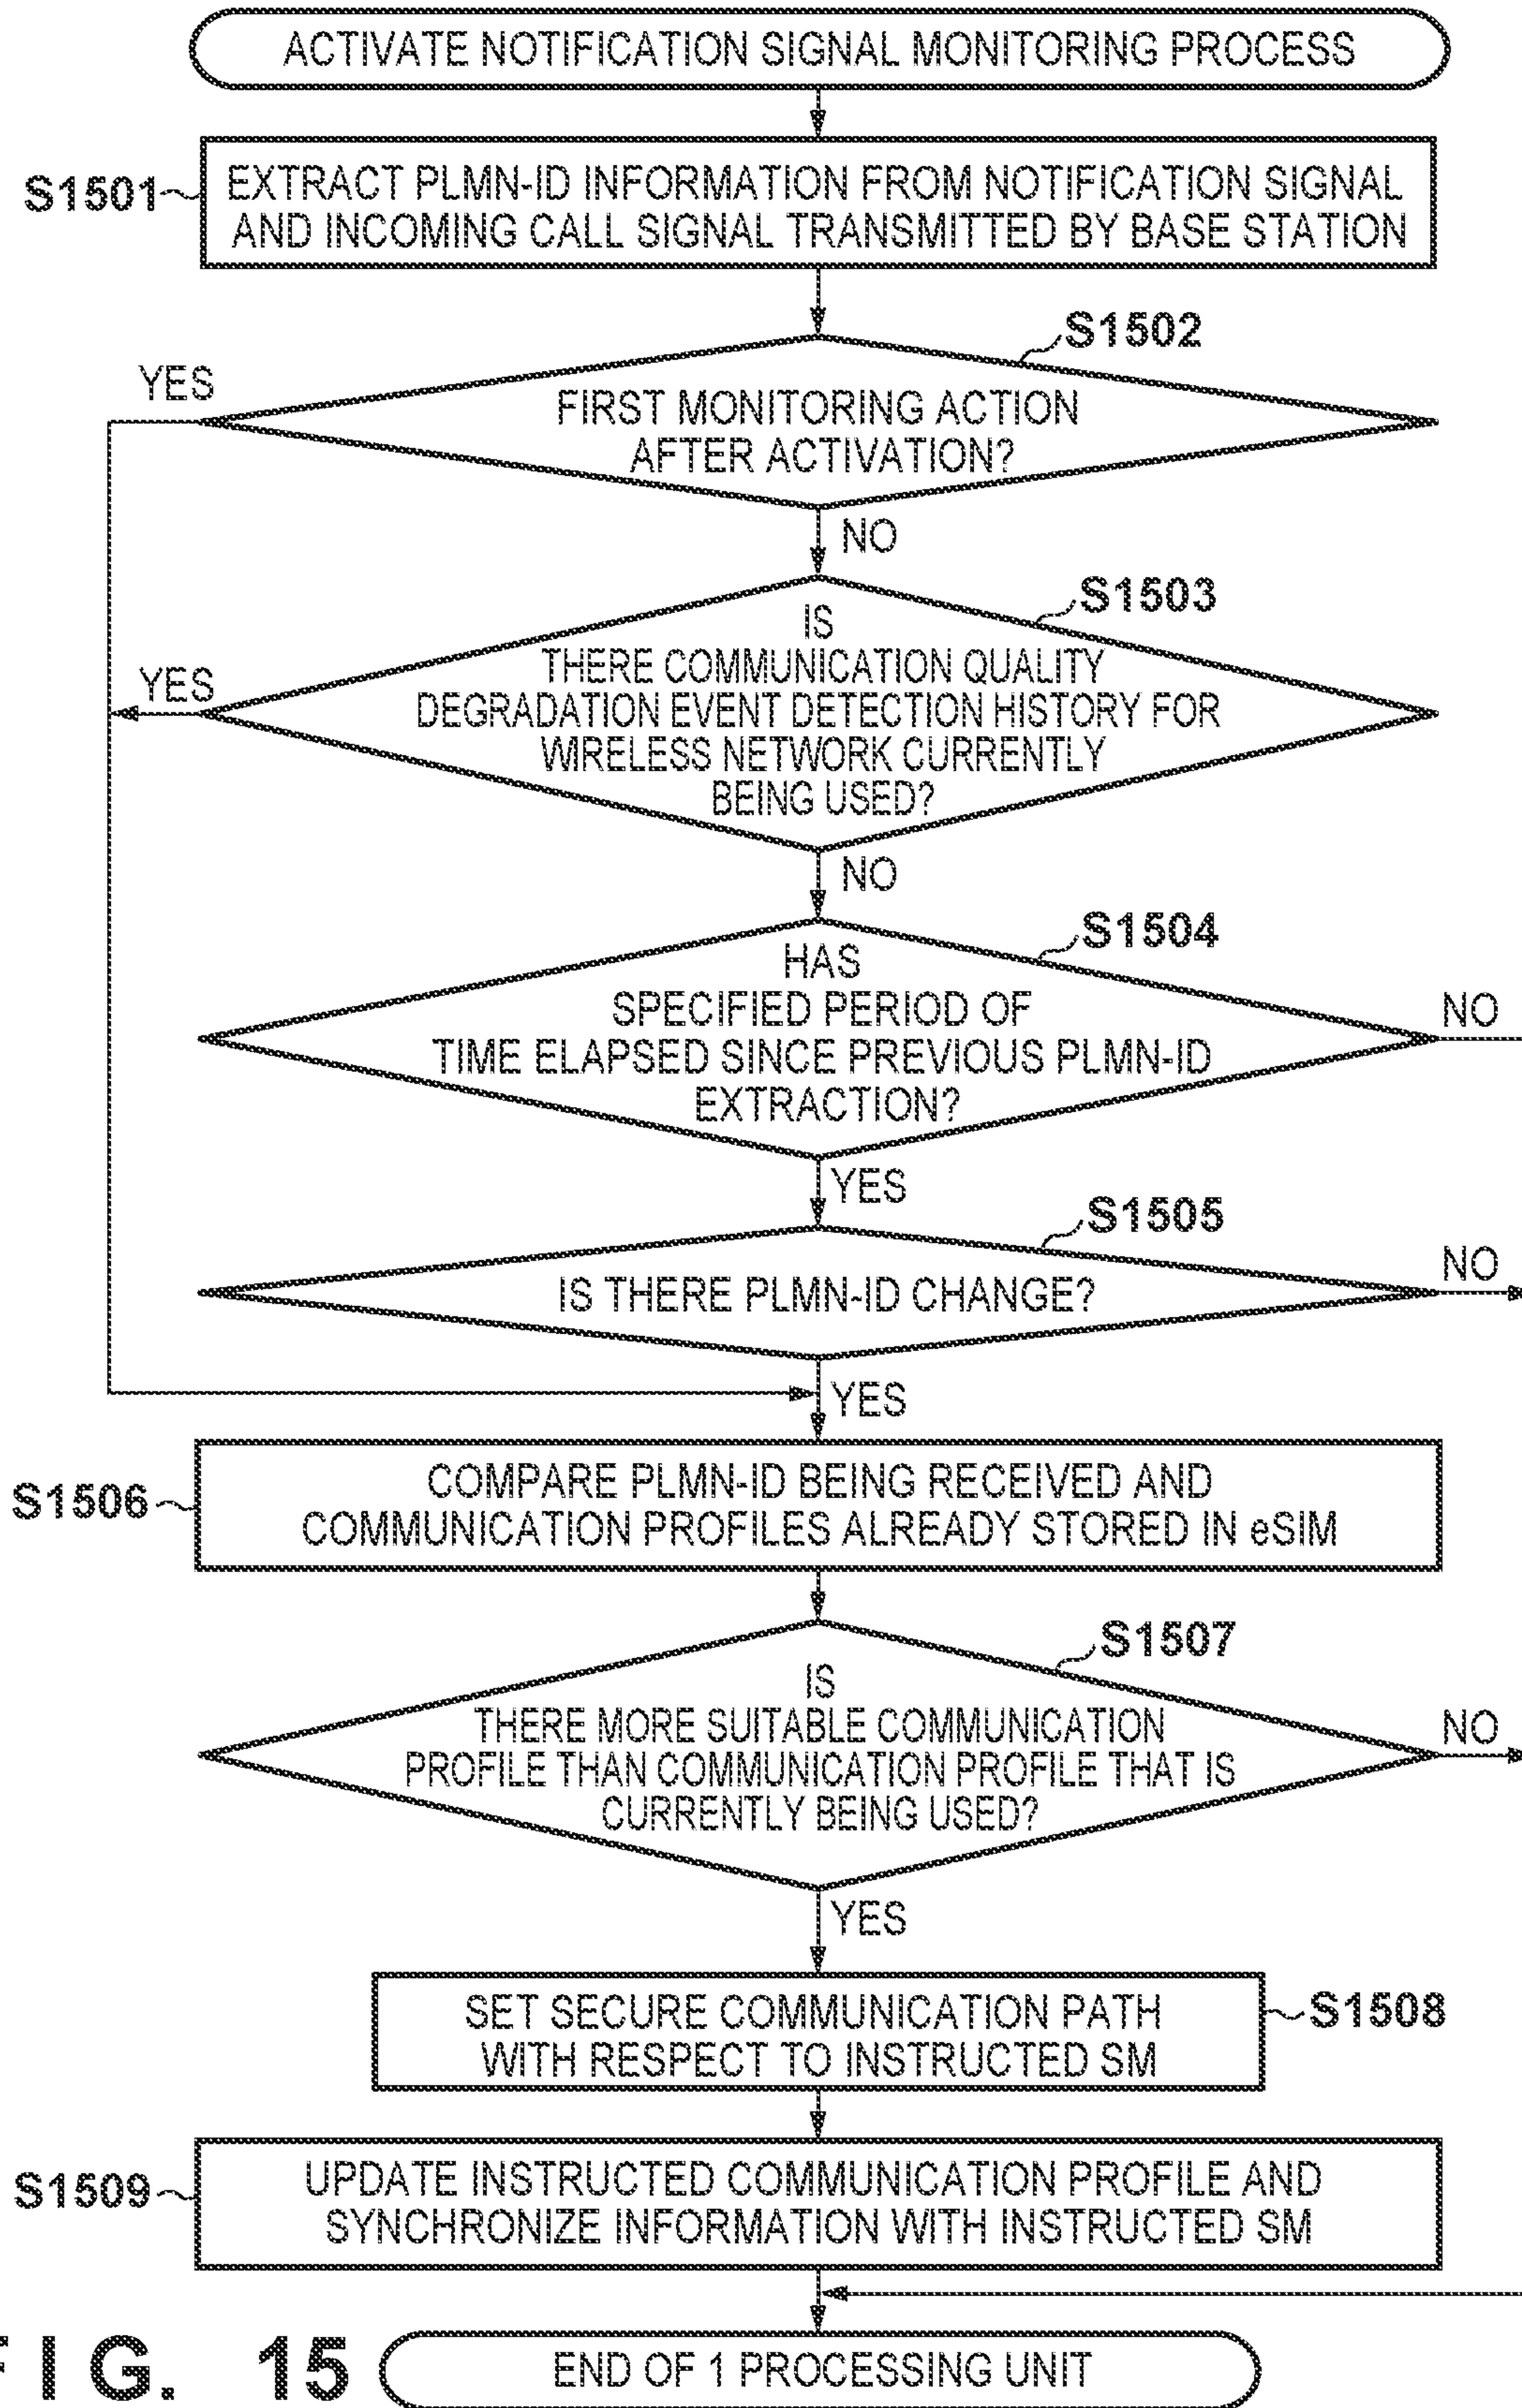 ACTIVATE NOTIFICATION SIGNAL MONITORING PROCESS
S1501
EXTRACT PLMN-ID INFORMATION FROM NOTIFICATION SIGNAL
AND INCOMING CALL SIGNAL TRANSMITTED BY BASE STATION
S1502
YES
FIRST MONITORING ACTION
AFTER ACTIVATION?
NO
S1503
IS
THERE COMMUNICATION QUALITY
YES
DEGRADATION EVENT DETECTION HISTORY FOR
WIRELESS NETWORK CURRENTLY
BEING USED?
NO
S1504
HAS
SPECIFIED PERIOD OF
NO
TIME ELAPSED SINCE PREVIOUS PLMN-ID
EXTRACTION?
YES
S1505
NO
IS THERE PLMN-ID CHANGE?
YES
S1506
COMPARE PLMN-ID BEING RECEIVED AND
COMMUNICATION PROFILES ALREADY STORED IN eSIM
S1507
IS
THERE MORE SUITABLE COMMUNICATION
NO
PROFILE THAN COMMUNICATION PROFILE THAT IS
CURRENTLY BEING USED?
YES
SET SECURE COMMUNICATION PATH
WITH RESPECT TO INSTRUCTED SM
S1508
S1509
UPDATE INSTRUCTED COMMUNICATION PROFILE AND
SYNCHRONIZE INFORMATION WITH INSTRUCTED SM
FIG. 15
END OF 1 PROCESSING UNIT